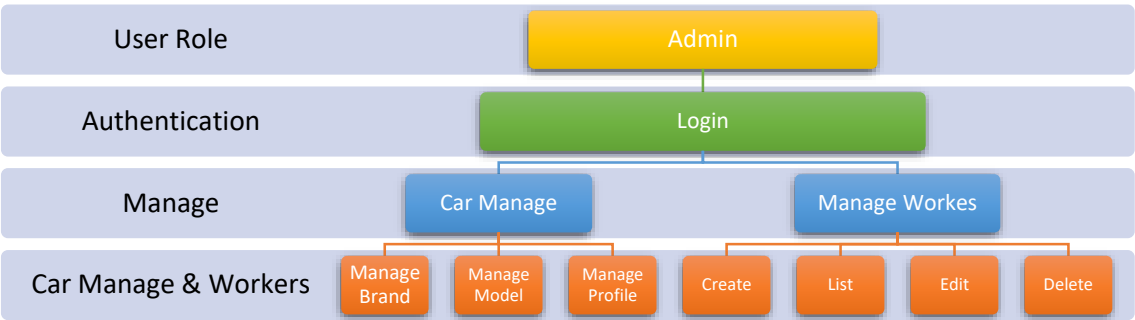 User Role
Admin
Authentication
Login
Manage
Car Manage
Manage Workes
Car Manage & Workers
Manage
Brand
Manage
Model
Manage
Profile
Create
List
Edit
Delete